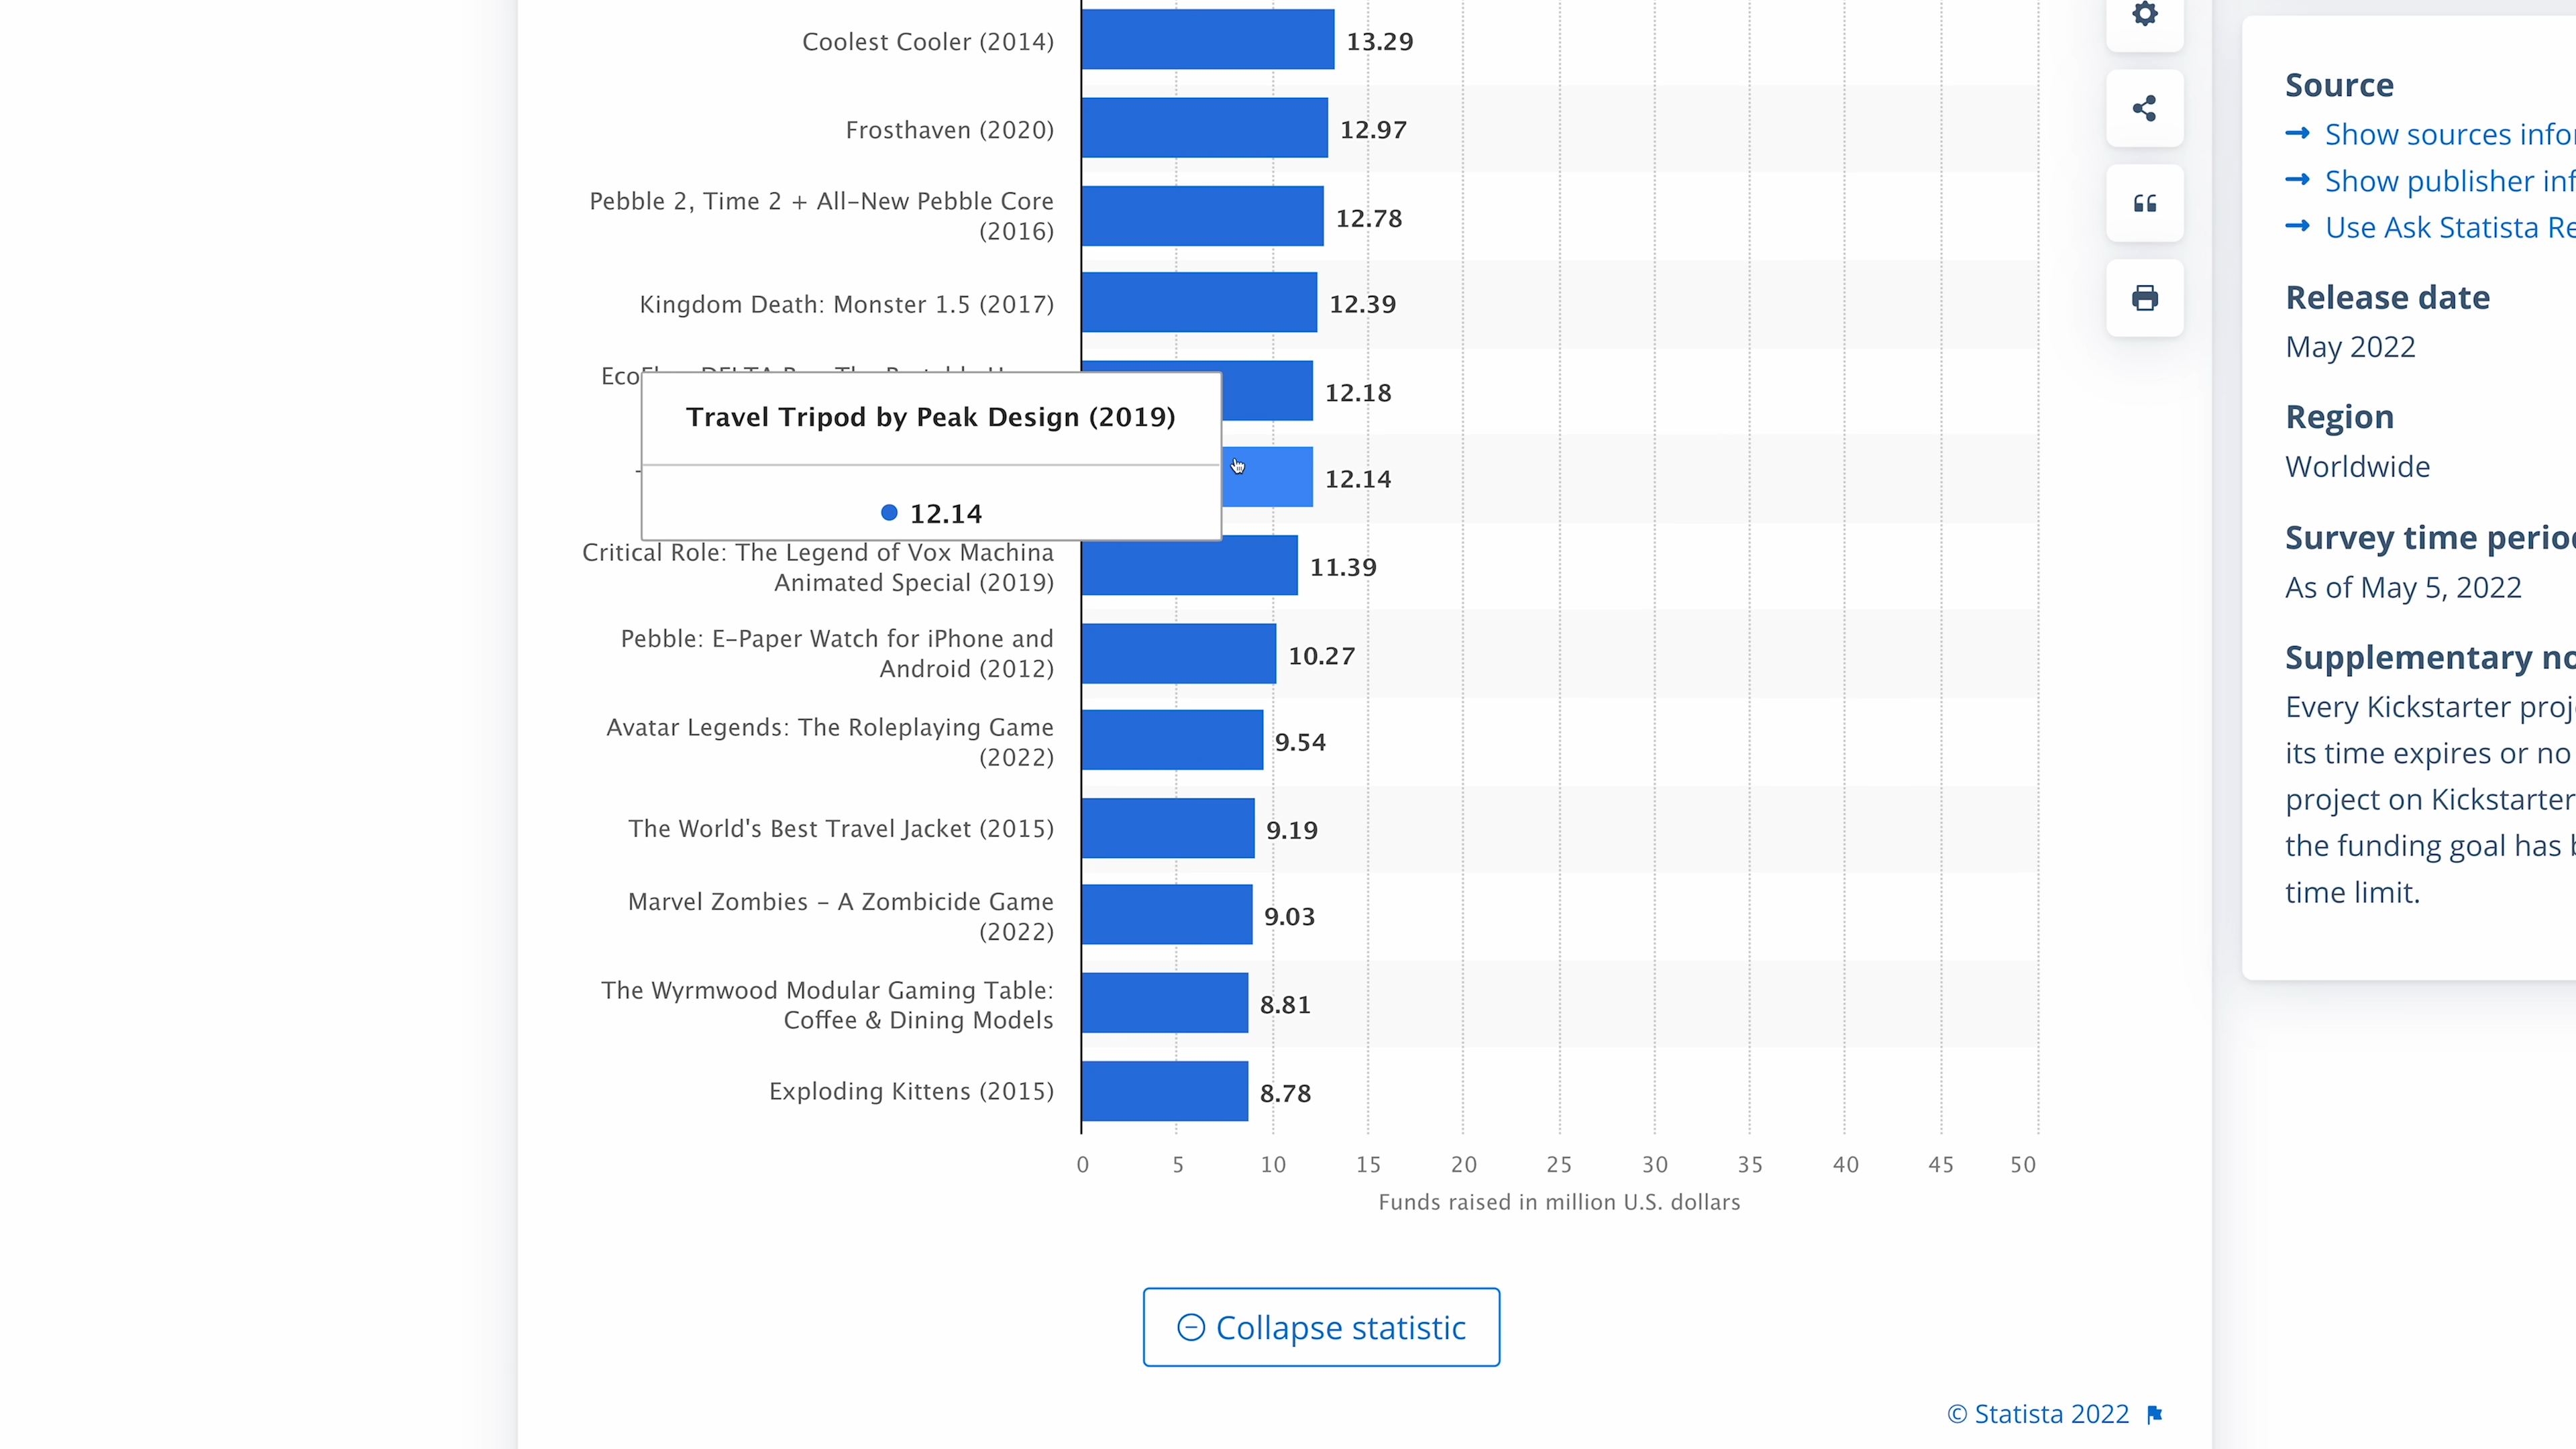 Coolest Cooler (2014)
13.29
Frosthaven (2020)
12.97
Pebble 2, Time 2 + All-New Pebble Core
(2016)
12.78
Kingdom Death: Monster 1.5 (2017)
12.39
12.18
Travel Tripod by Peak Design (2019)
12.14
12.14
Critical Role: The Legend of Vox Machina
Animated Special (2019)
11.39
Pebble: E-Paper Watch for iPhone and
Android (2012)
10.27
Avatar Legends: The Roleplaying Game
(2022)
9.54
The World's Best Travel Jacket (2015)
9.19
Marvel Zombies - A Zombicide Game
(2022)
9.03
The Wyrmwood Modular Gaming Table:
Coffee & Dining Models
8.81
Exploding Kittens (2015)
8.78
0 5 10 15 20 25 30 35 40 45 50
Funds raised in million U.S. dollars
Collapse statistic
© Statista 2022
Source
Show sources
Show publisher
Use Ask Statista
Release date
May 2022
Region
Worldwide
Survey time
As of May 5, 2022
Supplementary
Every Kickstarter
its time expires or no
project on Kickstarter
the funding goal has
time limit.